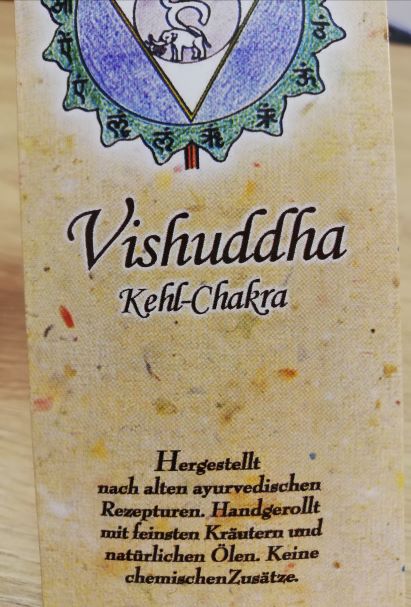 Vishuddha
Kehl-Chakra
Hergestellt
nach alten ayurvedischen
Rezepturen. Handgerollt
mit feinsten Kräutern und
natürlichen Ölen. Keine
chemischenZusätze.